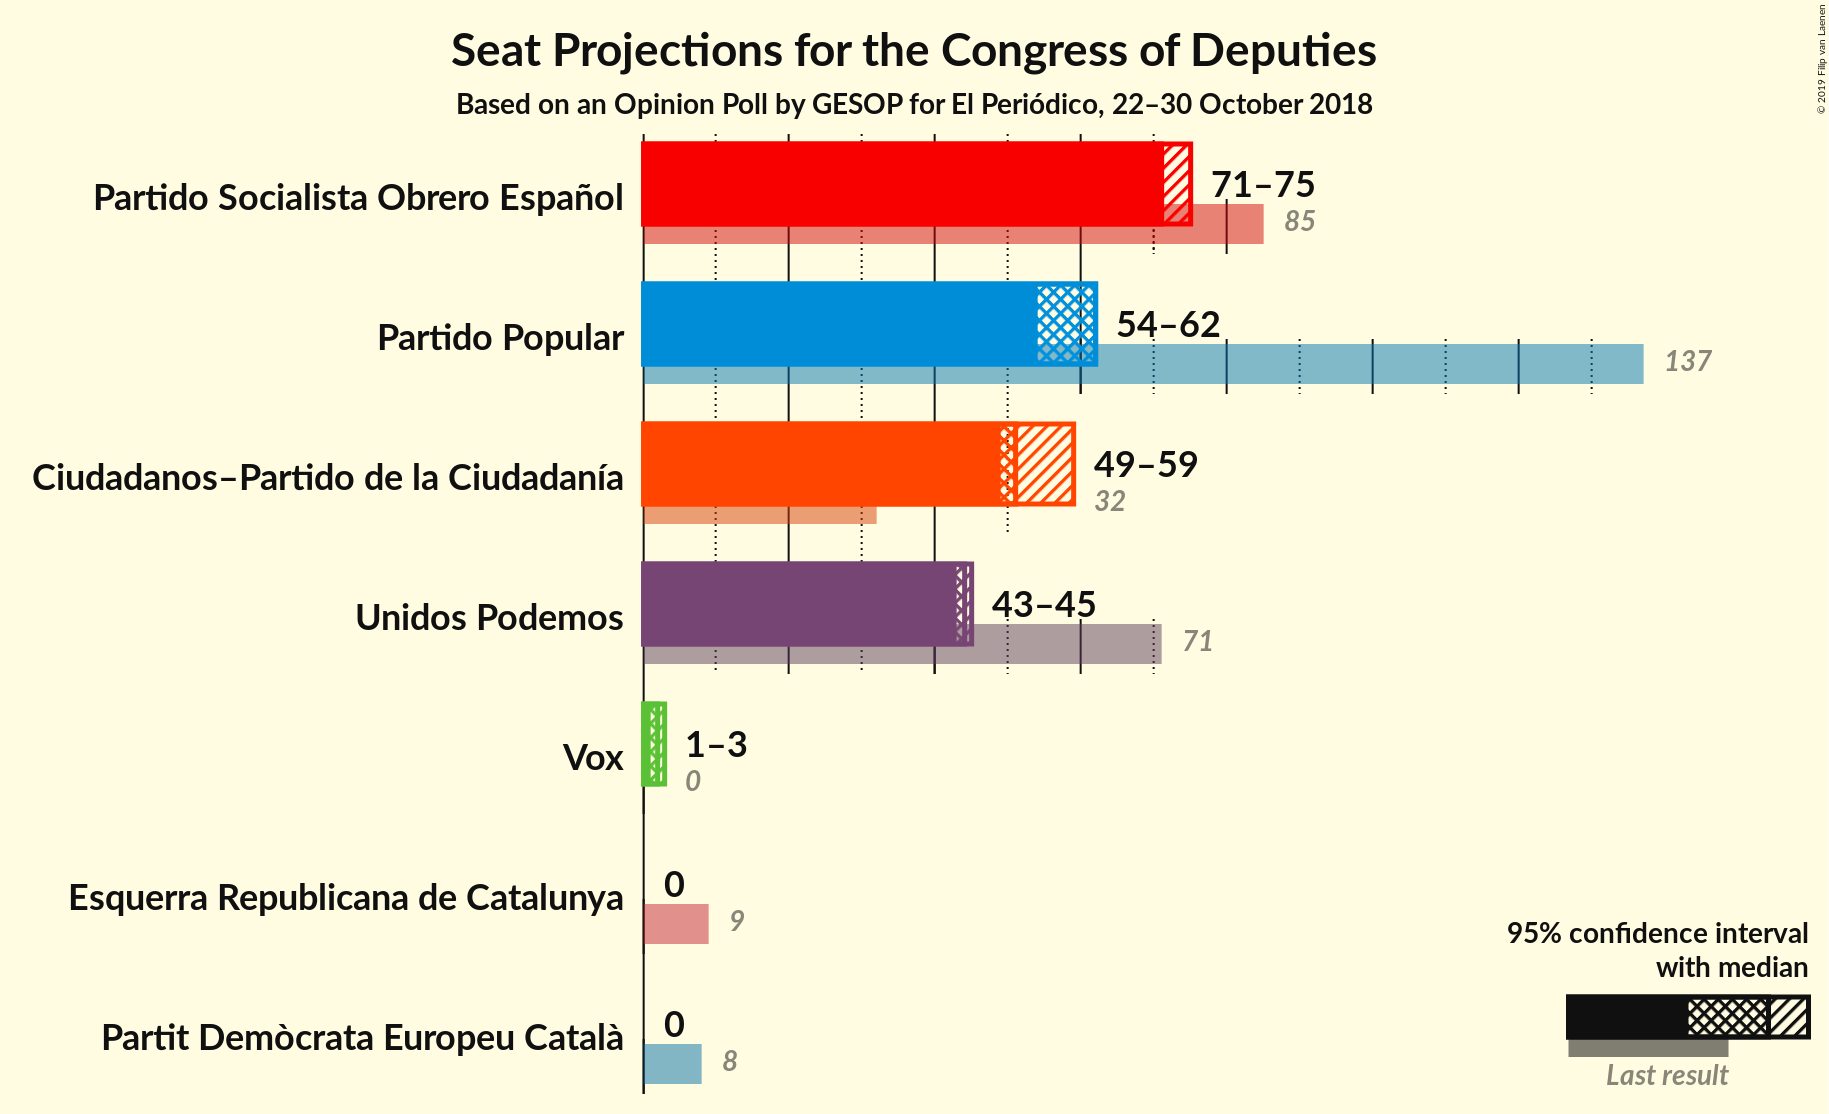 Seat Projections for the Congress of Deputies
Based on an Opinion Poll by GESOP for El Periódico, 22–30 October 2018
© 2019 Filip van Laenen
Partido Socialista Obrero Español
71–75
85
Partido Popular
54–62
137
Ciudadanos–Partido de la Ciudadanía
49–59
32
Unidos Podemos
43–45
71
Vox
1–3
0
Esquerra Republicana de Catalunya
0
9
Partit Demòcrata Europeu Català
0
8
95% confidence interval
with median
Last result